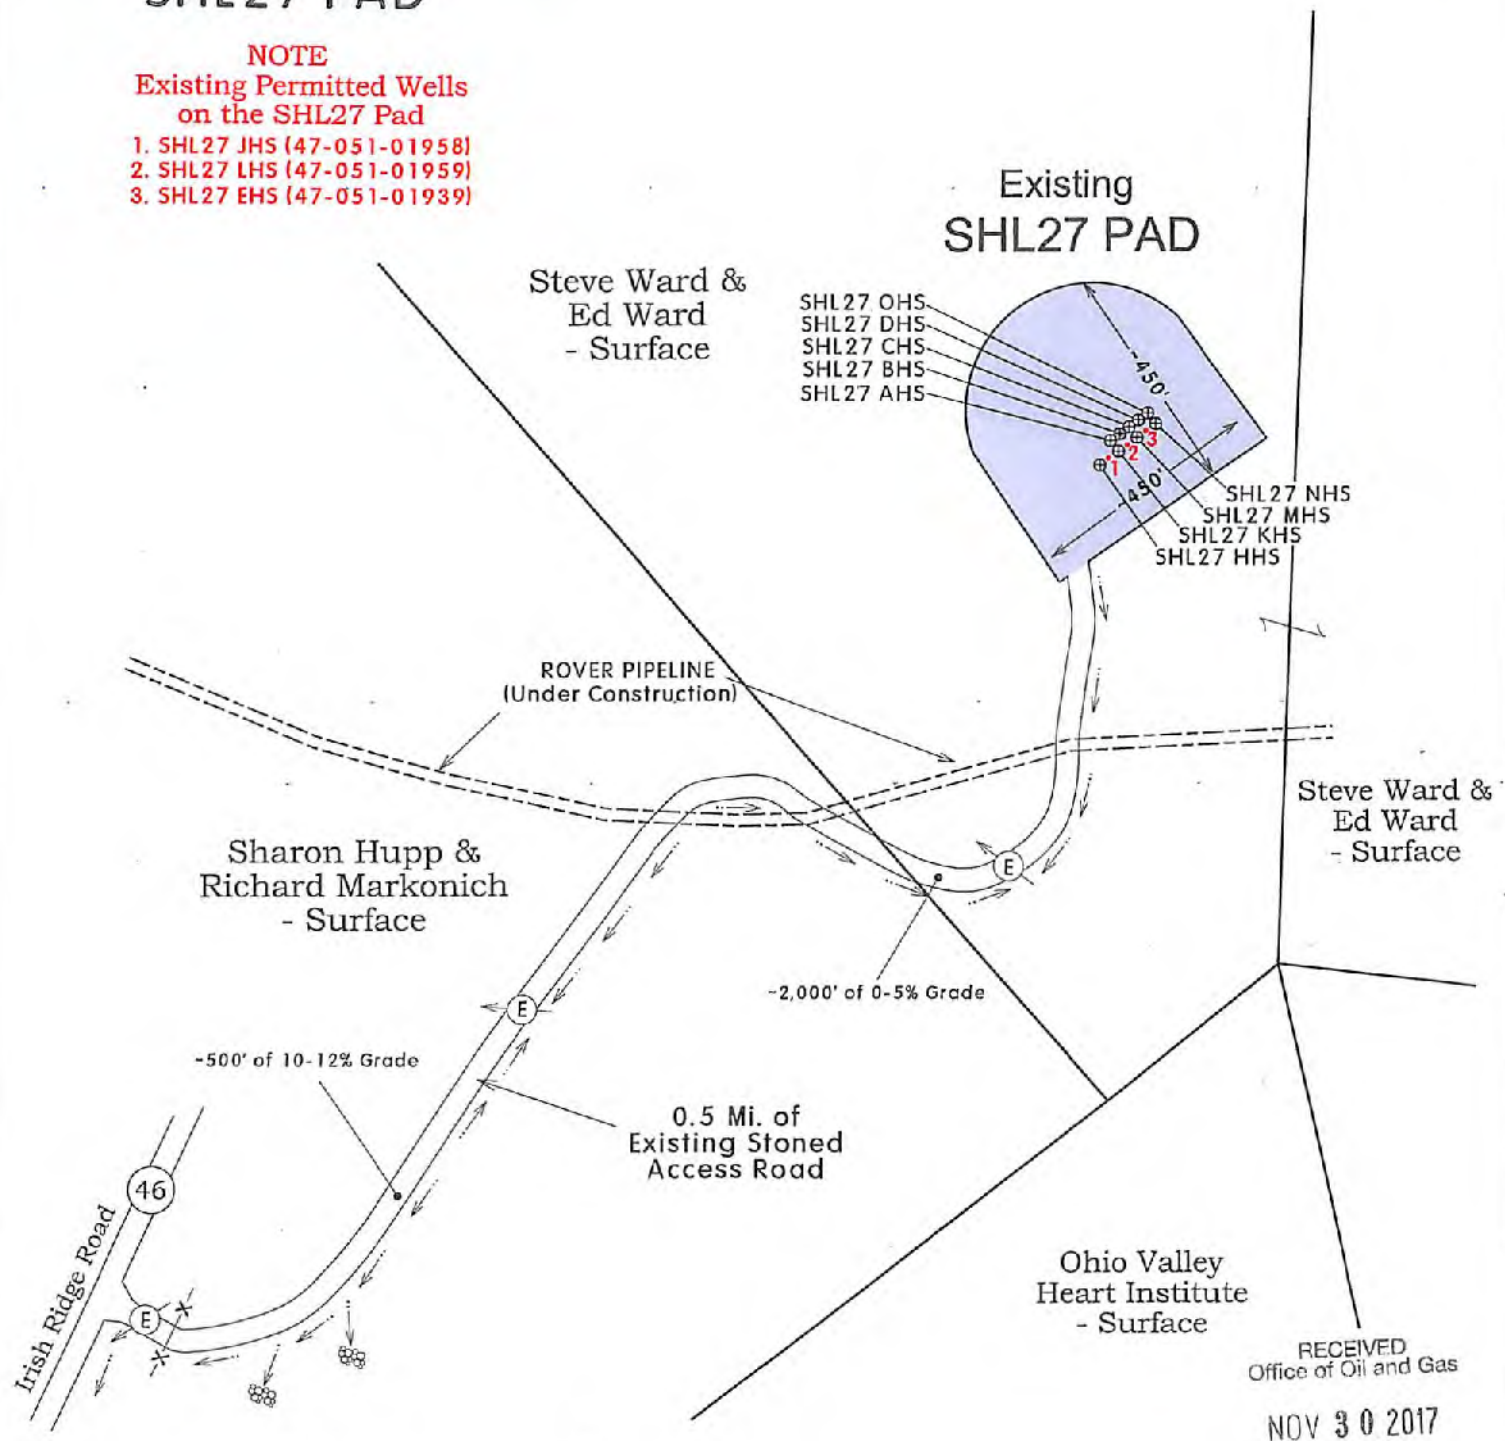 SHL27 PAD
NOTE
Existing Permitted Wells
on the SHL27 Pad
1. SHL27 JHS (47-051-01958)
2. SHL27 LHS (47-051-01959)
3. SHL27 EHS (47-051-01939)
Existing
SHL27 PAD
Steve Ward &
Ed Ward
- Surface
SHL27 OHS
SHL27 DHS
SHL27 CHS
SHL27 BHS
SHL27 AHS
~450'
3
2
1
~450'
SHL27 NHS
SHL27 MHS
SHL27 KHS
SHL27 HHS
ROVER PIPELINE
(Under Construction)
Steve Ward &
Ed Ward
- Surface
Sharon Hupp &
Richard Markonich
- Surface
E
~2,000' of 0-5% Grade
E
~500' of 10-12% Grade
0.5 Mi. of
Existing Stoned
Access Road
46
Irish Ridge Road
E
Ohio Valley
Heart Institute
- Surface
RECEIVED
Office of Oil and Gas
NOV 30 2017